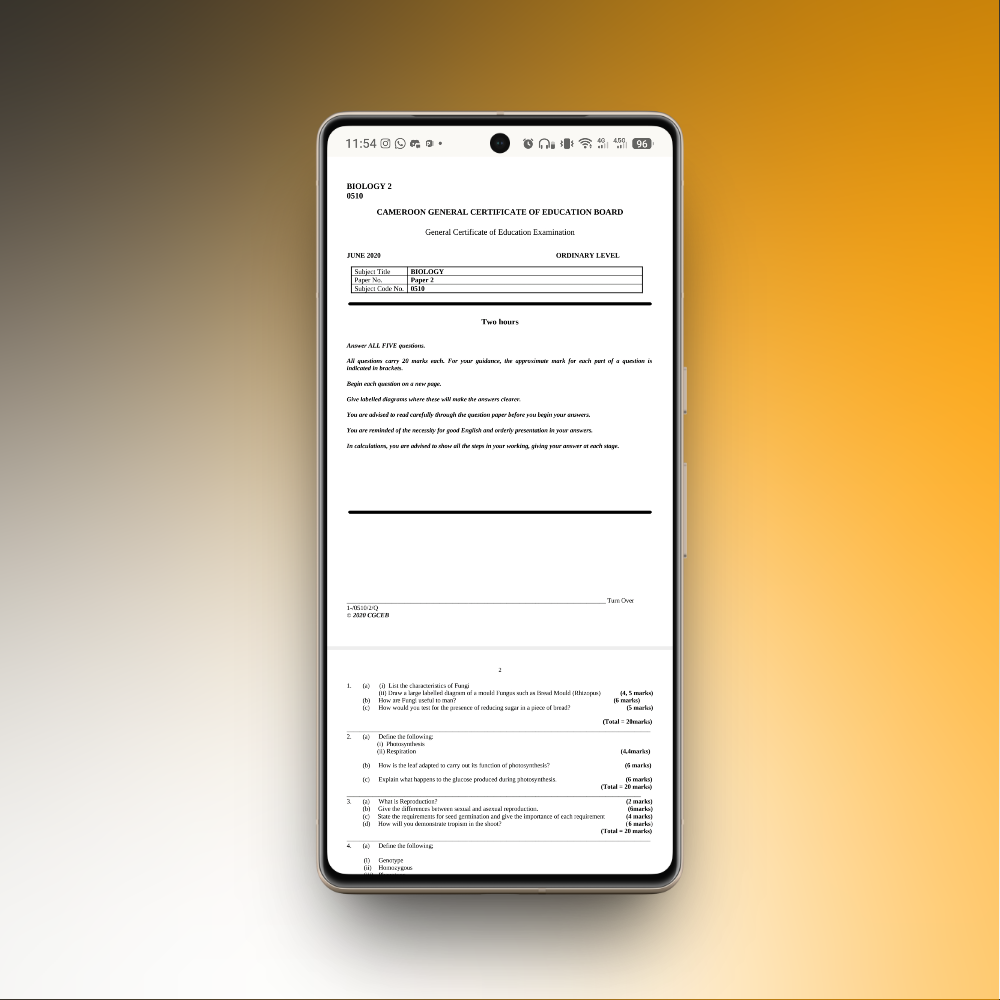 11:54 4G 4.5G 96
BIOLOGY 2
0510
CAMEROON GENERAL CERTIFICATE OF EDUCATION BOARD
General Certificate of Education Examination
JUNE 2020 ORDINARY LEVEL
Subject Title BIOLOGY
Paper No. Paper 2
Subject Code No. 0510
Two hours
Answer ALL FIVE questions.
All questions carry 20 marks each. For your guidance, the approximate mark for each part of a question is
indicated in brackets.
Begin each question on a new page.
Give labelled diagrams where these will make the answers clearer.
You are advised to read carefully through the question paper before you begin your answers.
You are reminded of the necessity for good English and orderly presentation in your answers.
In calculations, you are advised to show all the steps in your working, giving your answer at each stage.
Turn Over
1-/0510/2/Q
© 2020 CGCEB
2
1. (a) (i) List the characteristics of Fungi
(ii) Draw a large labelled diagram of a mould Fungus such as Bread Mould (Rhizopus) (4, 5 marks)
(b) How are Fungi useful to man? (6 marks)
(c) How would you test for the presence of reducing sugar in a piece of bread? (5 marks)
(Total = 20marks)
2. (a) Define the following:
(i) Photosynthesis
(ii) Respiration (4,4marks)
(b) How is the leaf adapted to carry out its function of photosynthesis? (6 marks)
(c) Explain what happens to the glucose produced during photosynthesis. (6 marks)
(Total = 20 marks)
3. (a) What is Reproduction? (2 marks)
(b) Give the differences between sexual and asexual reproduction. (6marks)
(c) State the requirements for seed germination and give the importance of each requirement (4 marks)
(d) How will you demonstrate tropism in the shoot? (6 marks)
(Total = 20 marks)
4. (a) Define the following:
(i) Genotype
(ii) Homozygous